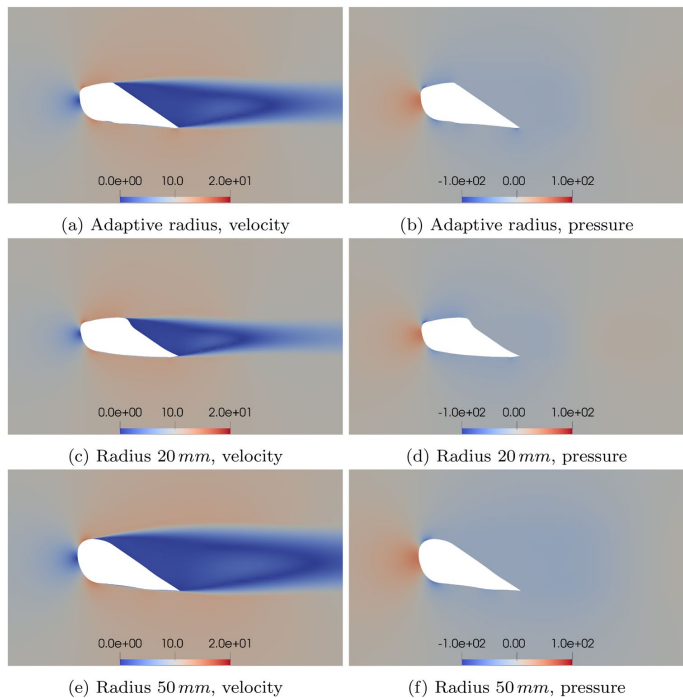 0.0e+00 10.0 2.0e+01
-1.0e+02 0.00 1.0e+02
(a) Adaptive radius, velocity
(b) Adaptive radius, pressure
0.0e+00 10.0 2.0e+01
-1.0e+02 0.00 1.0e+02
(c) Radius 20 mm, velocity
(d) Radius 20 mm, pressure
0.0e+00 10.0 2.0e+01
-1.0e+02 0.00 1.0e+02
(e) Radius 50 mm, velocity
(f) Radius 50 mm, pressure